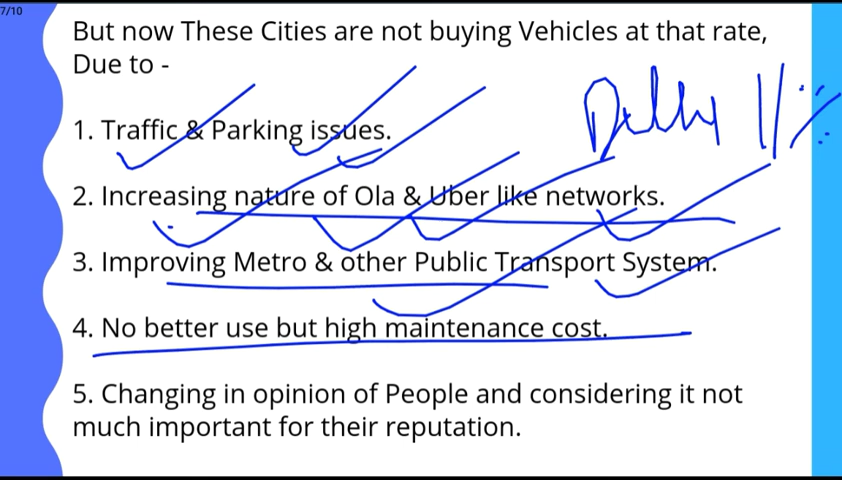 7/10
But now These Cities are not buying Vehicles at that rate,
Due to -
1. Traffic & Parking issues.
2. Increasing nature of Ola & Uber like networks.
3. Improving Metro & other Public Transport System.
4. No better use but high maintenance cost.
5. Changing in opinion of People and considering it not
much important for their reputation.